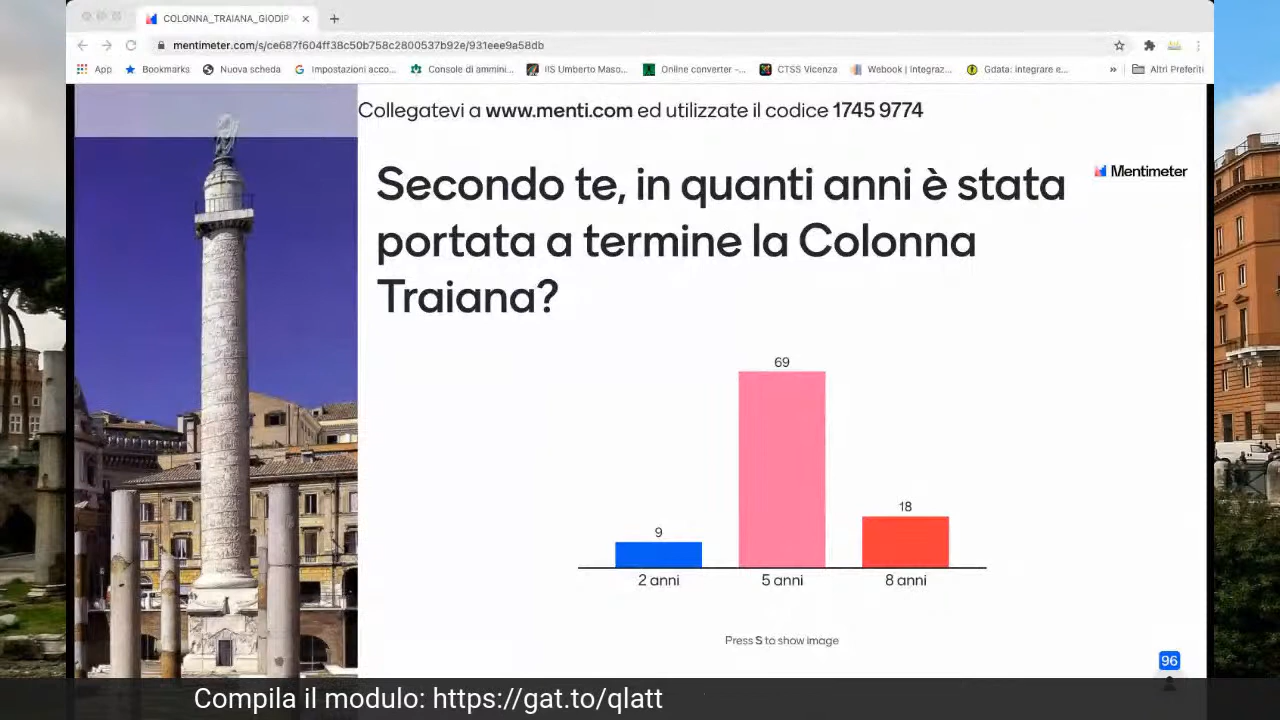 COLONNA_TRAIANA_GIODIP
mentimeter.com/s/ce687f604ff38c50b758c2800537b92e/931eee9a58db
App Bookmarks Nuova scheda Impostazioni acco... Console di ammini... IIS Umberto Maso... Online converter -... CTSS Vicenza Webook | Integraz... Gdata: integrare e... » Altri Preferiti
Collegatevi a www.menti.com ed utilizzate il codice 1745 9774
Mentimeter
Secondo te, in quanti anni è stata
portata a termine la Colonna
Traiana?
69
18
9
2 anni 5 anni 8 anni
Press S to show image
96
Compila il modulo: https://gat.to/qlatt